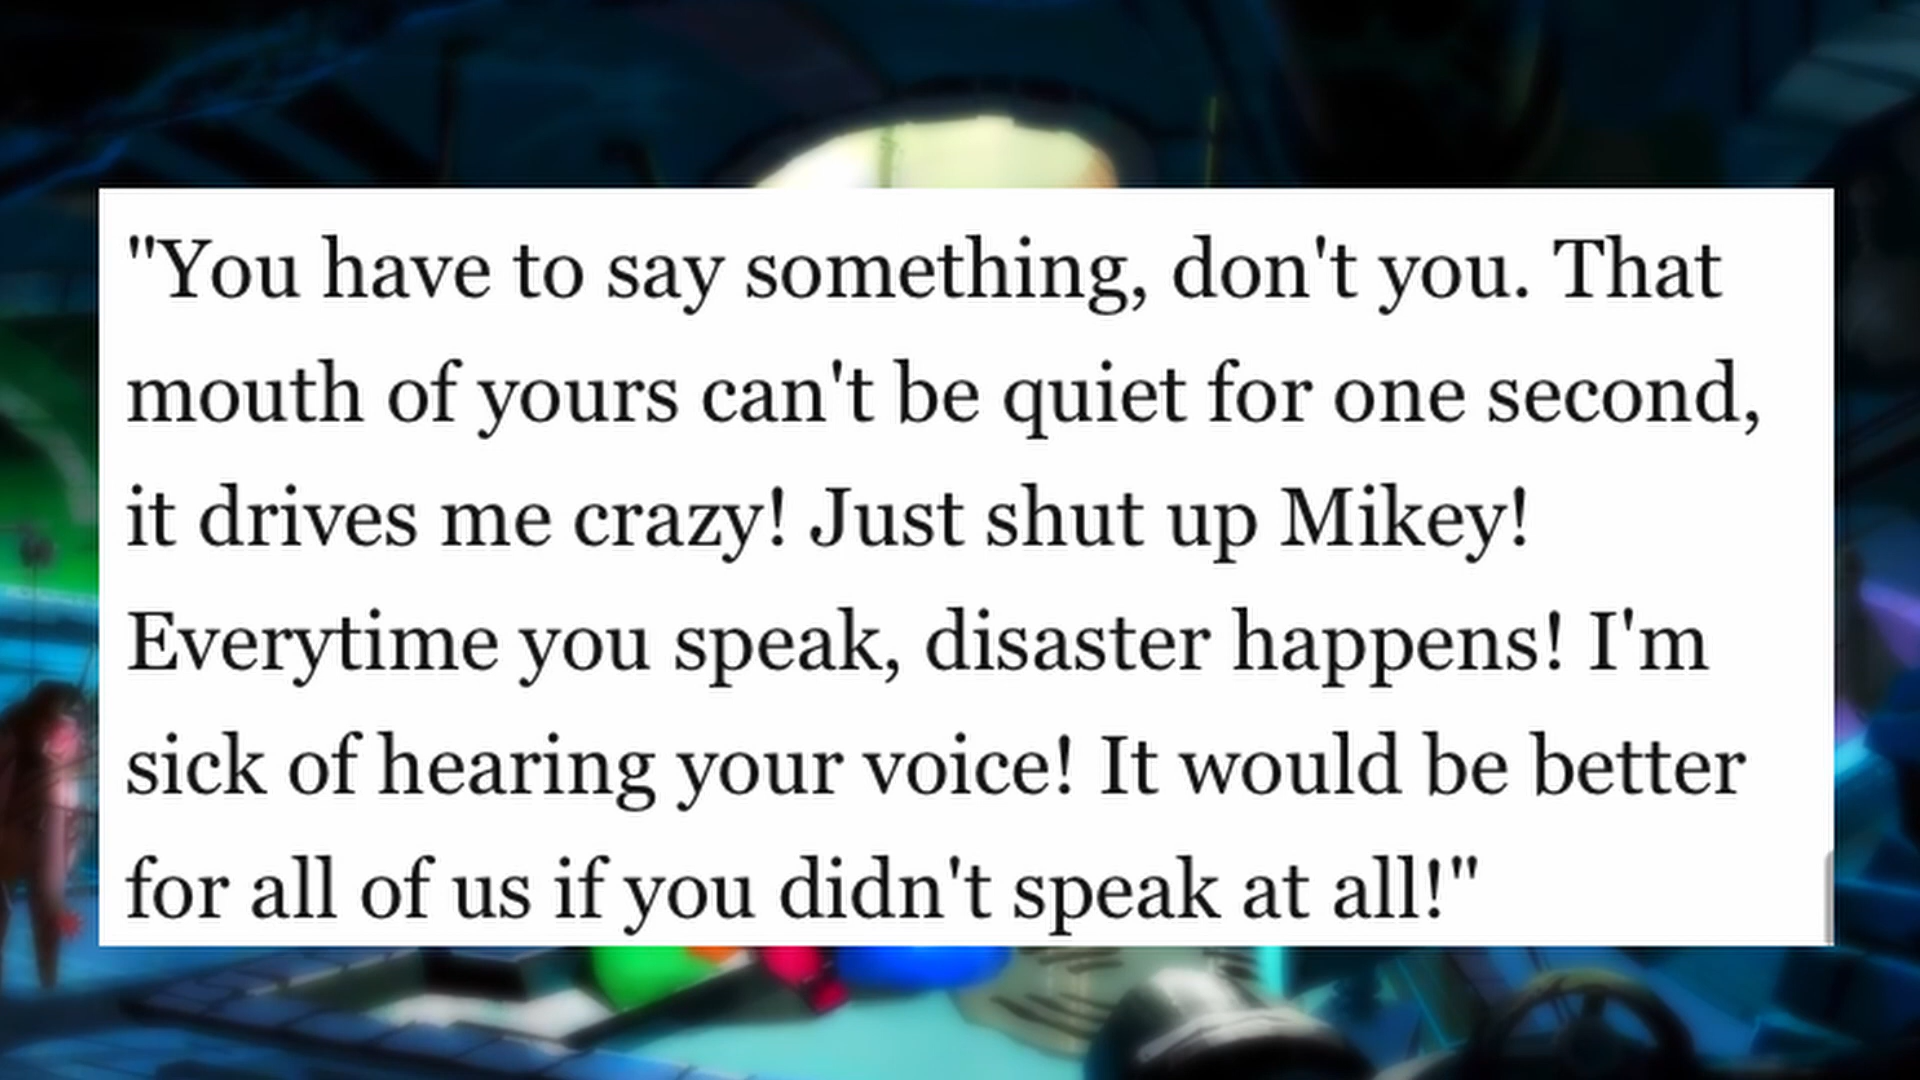 "You have to say something, don't you. That
mouth of yours can't be quiet for one second,
it drives me crazy! Just shut up Mikey!
Everytime you speak, disaster happens! I'm
sick of hearing your voice! It would be better
for all of us if you didn't speak at all!"